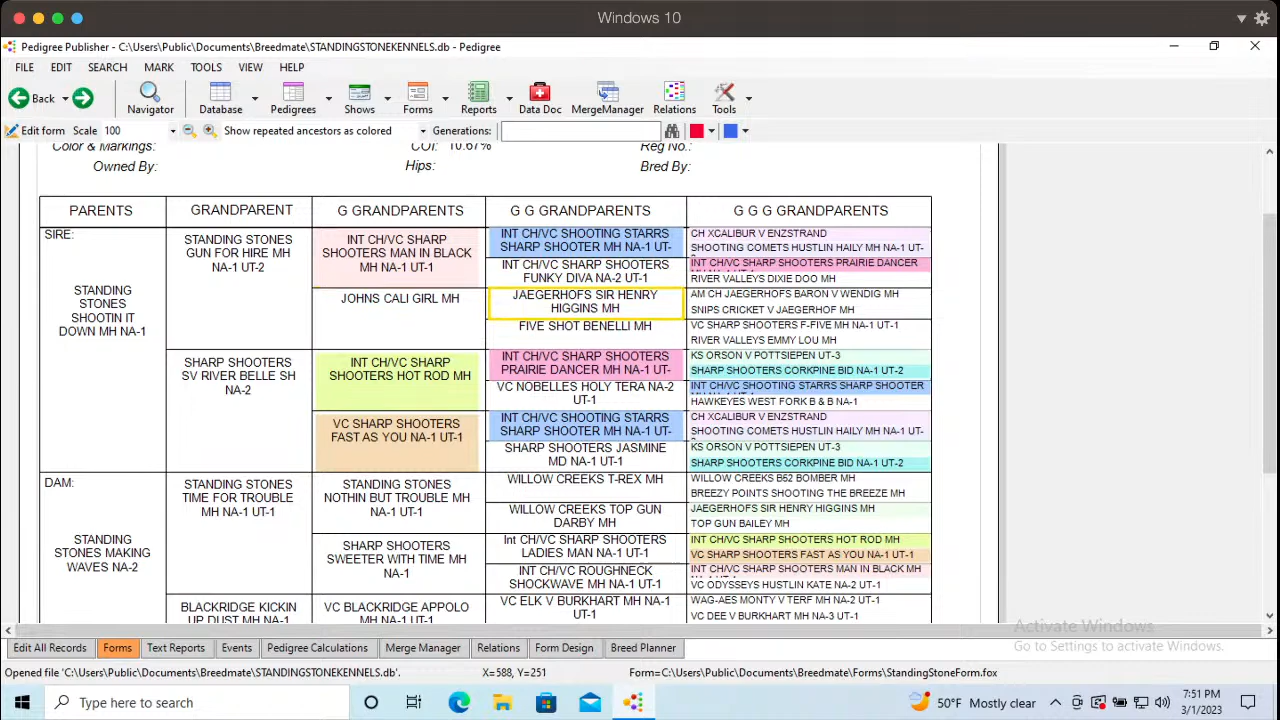 Windows 10
Pedigree Publisher - C:\Users\Public\Documents\Breedmate\STANDINGSTONEKENNELS.db - Pedigree
FILE EDIT SEARCH MARK TOOLS VIEW HELP
Back Navigator Database Pedigrees Shows Forms Reports Data Doc MergeManager Relations Tools
Edit form Scale 100 Show repeated ancestors as colored Generations:
Color & Markings: COI: 10.67% Reg No.:
Owned By: Hips: Bred By:
PARENTS GRANDPARENT G GRANDPARENTS G G GRANDPARENTS G G G GRANDPARENTS
SIRE:
STANDING
STONES
SHOOTIN IT
DOWN MH NA-1
STANDING STONES
GUN FOR HIRE MH
NA-1 UT-2
INT CH/VC SHARP
SHOOTERS MAN IN BLACK
MH NA-1 UT-1
INT CH/VC SHOOTING STARRS
SHARP SHOOTER MH NA-1 UT-
CH XCALIBUR V ENZSTRAND
SHOOTING COMETS HUSTLIN HAILY MH NA-1 UT-
INT CH/VC SHARP SHOOTERS
FUNKY DIVA NA-2 UT-1
INT CH/VC SHARP SHOOTERS PRAIRIE DANCER
RIVER VALLEYS DIXIE DOO MH
JOHNS CALI GIRL MH
JAEGERHOFS SIR HENRY
HIGGINS MH
AM CH JAEGERHOFS BARON V WENDIG MH
SNIPS CRICKET V JAEGERHOF MH
FIVE SHOT BENELLI MH
VC SHARP SHOOTERS F-FIVE MH NA-1 UT-1
RIVER VALLEYS EMMY LOU MH
SHARP SHOOTERS
SV RIVER BELLE SH
NA-2
INT CH/VC SHARP
SHOOTERS HOT ROD MH
INT CH/VC SHARP SHOOTERS
PRAIRIE DANCER MH NA-1 UT-
KS ORSON V POTTSIEPEN UT-3
SHARP SHOOTERS CORKPINE BID NA-1 UT-2
VC NOBELLES HOLY TERA NA-2
UT-1
INT CH/VC SHOOTING STARRS SHARP SHOOTER
HAWKEYES WEST FORK B & B NA-1
VC SHARP SHOOTERS
FAST AS YOU NA-1 UT-1
INT CH/VC SHOOTING STARRS
SHARP SHOOTER MH NA-1 UT-
CH XCALIBUR V ENZSTRAND
SHOOTING COMETS HUSTLIN HAILY MH NA-1 UT-
SHARP SHOOTERS JASMINE
MD NA-1 UT-1
KS ORSON V POTTSIEPEN UT-3
SHARP SHOOTERS CORKPINE BID NA-1 UT-2
DAM:
STANDING
STONES MAKING
WAVES NA-2
STANDING STONES
TIME FOR TROUBLE
MH NA-1 UT-1
STANDING STONES
NOTHIN BUT TROUBLE MH
NA-1 UT-1
WILLOW CREEKS T-REX MH
WILLOW CREEKS B52 BOMBER MH
BREEZY POINTS SHOOTING THE BREEZE MH
WILLOW CREEKS TOP GUN
DARBY MH
JAEGERHOFS SIR HENRY HIGGINS MH
TOP GUN BAILEY MH
SHARP SHOOTERS
SWEETER WITH TIME MH
NA-1
Int CH/VC SHARP SHOOTERS
LADIES MAN NA-1 UT-1
INT CH/VC SHARP SHOOTERS HOT ROD MH
VC SHARP SHOOTERS FAST AS YOU NA-1 UT-1
INT CH/VC ROUGHNECK
SHOCKWAVE MH NA-1 UT-1
INT CH/VC SHARP SHOOTERS MAN IN BLACK MH
VC ODYSSEYS HUSTLIN KATE NA-2 UT-1
BLACKRIDGE KICKIN
UP DUST MH NA-1
VC BLACKRIDGE APPOLO
MH NA-1 UT-1
VC ELK V BURKHART MH NA-1
UT-1
WAG-AES MONTY V TERF MH NA-2 UT-1
VC DEE V BURKHART MH NA-3 UT-1
Activate Windows
Go to Settings to activate Windows.
Edit All Records Forms Text Reports Events Pedigree Calculations Merge Manager Relations Form Design Breed Planner
Opened file 'C:\Users\Public\Documents\Breedmate\STANDINGSTONEKENNELS.db'. X=588, Y=251 Form=C:\Users\Public\Documents\Breedmate\Forms\StandingStoneForm.fox
Type here to search 50°F Mostly clear 7:51 PM
3/1/2023